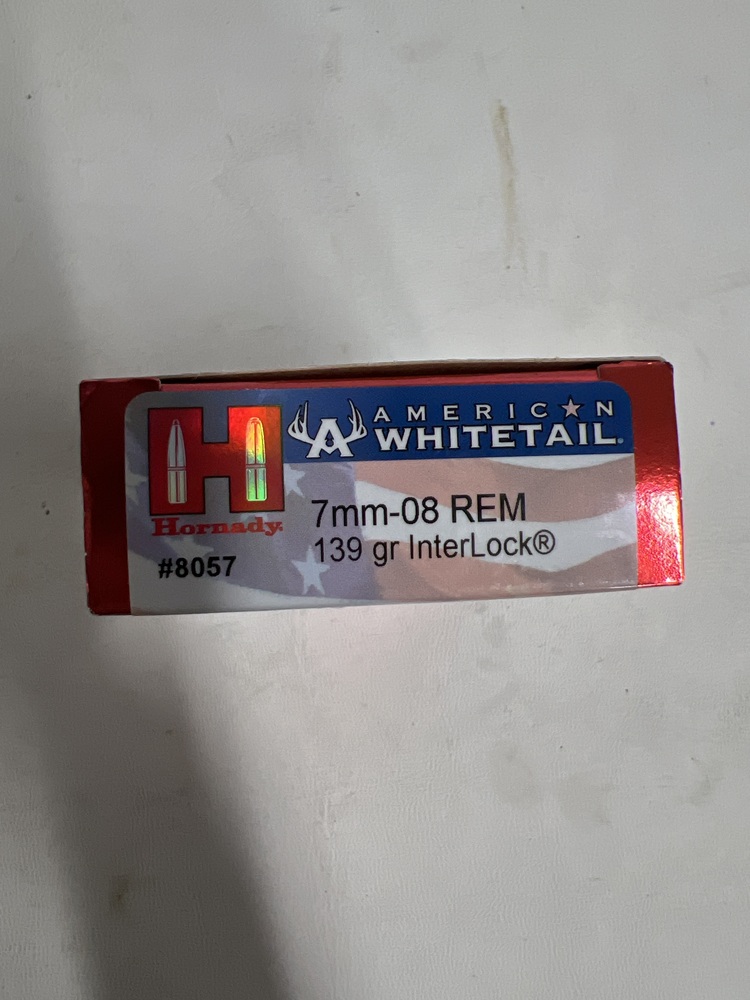 AMERICAN
WHITETAIL®
Hornady®
7mm-08 REM
139 gr InterLock®
#8057